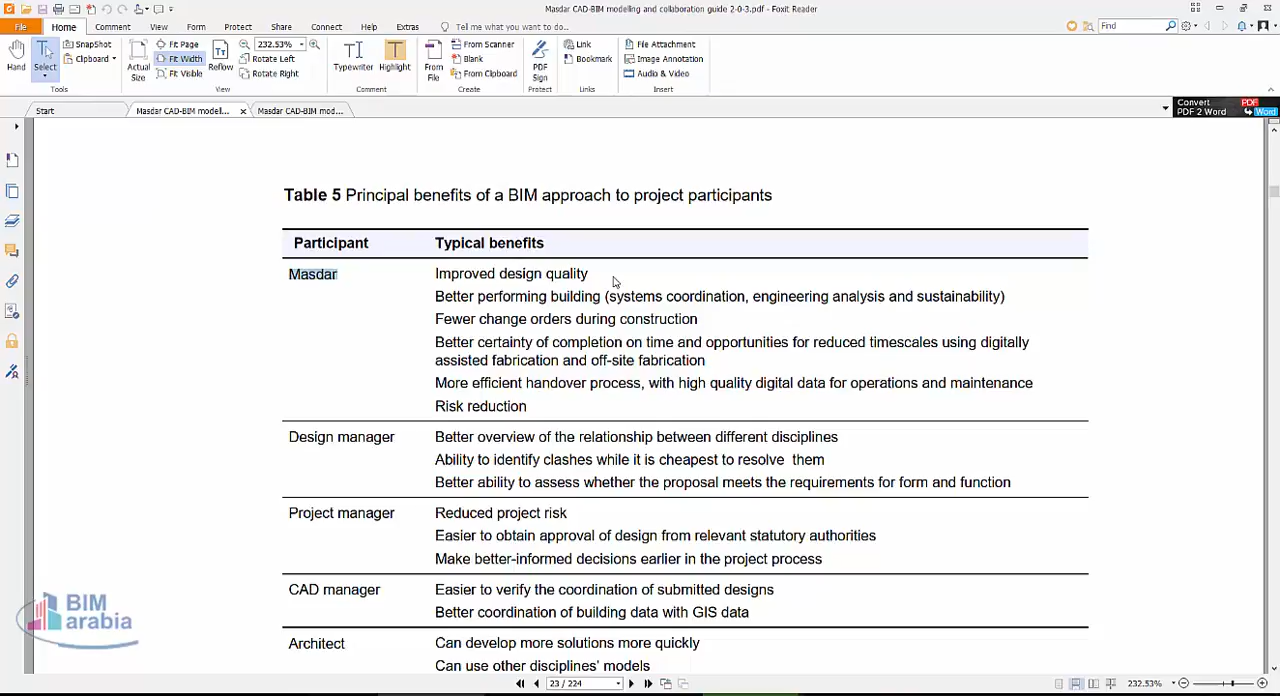 Masdar CAD-BIM modelling and collaboration guide 2-0-3.pdf - Foxit Reader
File Home Comment View Form Protect Share Connect Help Extras Tell me what you want to do...
Find
Hand
Select
SnapShot
Clipboard
Tools
Actual Size
Fit Page
Fit Width
Fit Visible
Reflow
232.53%
Rotate Left
Rotate Right
View
Typewriter
Highlight
Comment
From File
From Scanner
Blank
From Clipboard
Create
PDF Sign
Protect
Link
Bookmark
Links
File Attachment
Image Annotation
Audio & Video
Insert
Start
Masdar CAD-BIM modell...
Masdar CAD-BIM mod...
Convert
PDF 2 Word
PDF
Word
Table 5 Principal benefits of a BIM approach to project participants
Participant Typical benefits
Masdar Improved design quality
Better performing building (systems coordination, engineering analysis and sustainability)
Fewer change orders during construction
Better certainty of completion on time and opportunities for reduced timescales using digitally
assisted fabrication and off-site fabrication
More efficient handover process, with high quality digital data for operations and maintenance
Risk reduction
Design manager Better overview of the relationship between different disciplines
Ability to identify clashes while it is cheapest to resolve them
Better ability to assess whether the proposal meets the requirements for form and function
Project manager Reduced project risk
Easier to obtain approval of design from relevant statutory authorities
Make better-informed decisions earlier in the project process
CAD manager Easier to verify the coordination of submitted designs
Better coordination of building data with GIS data
Architect Can develop more solutions more quickly
Can use other disciplines' models
BIM
arabia
23 / 224
232.53%